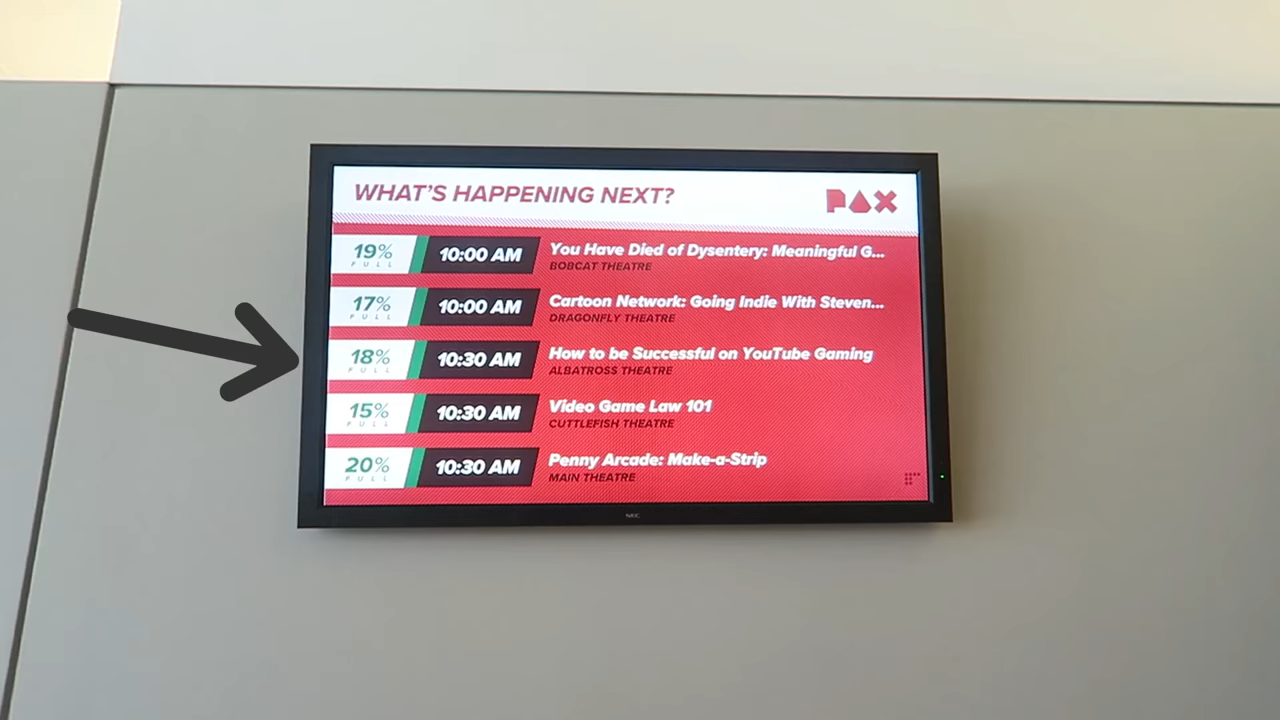 WHAT'S HAPPENING NEXT?
PAX
19%
FULL
10:00 AM
You Have Died of Dysentery: Meaningful G...
BOBCAT THEATRE
17%
FULL
10:00 AM
Cartoon Network: Going Indie With Steven...
DRAGONFLY THEATRE
18%
FULL
10:30 AM
How to be Successful on YouTube Gaming
ALBATROSS THEATRE
15%
FULL
10:30 AM
Video Game Law 101
CUTTLEFISH THEATRE
20%
FULL
10:30 AM
Penny Arcade: Make-a-Strip
MAIN THEATRE
NEC